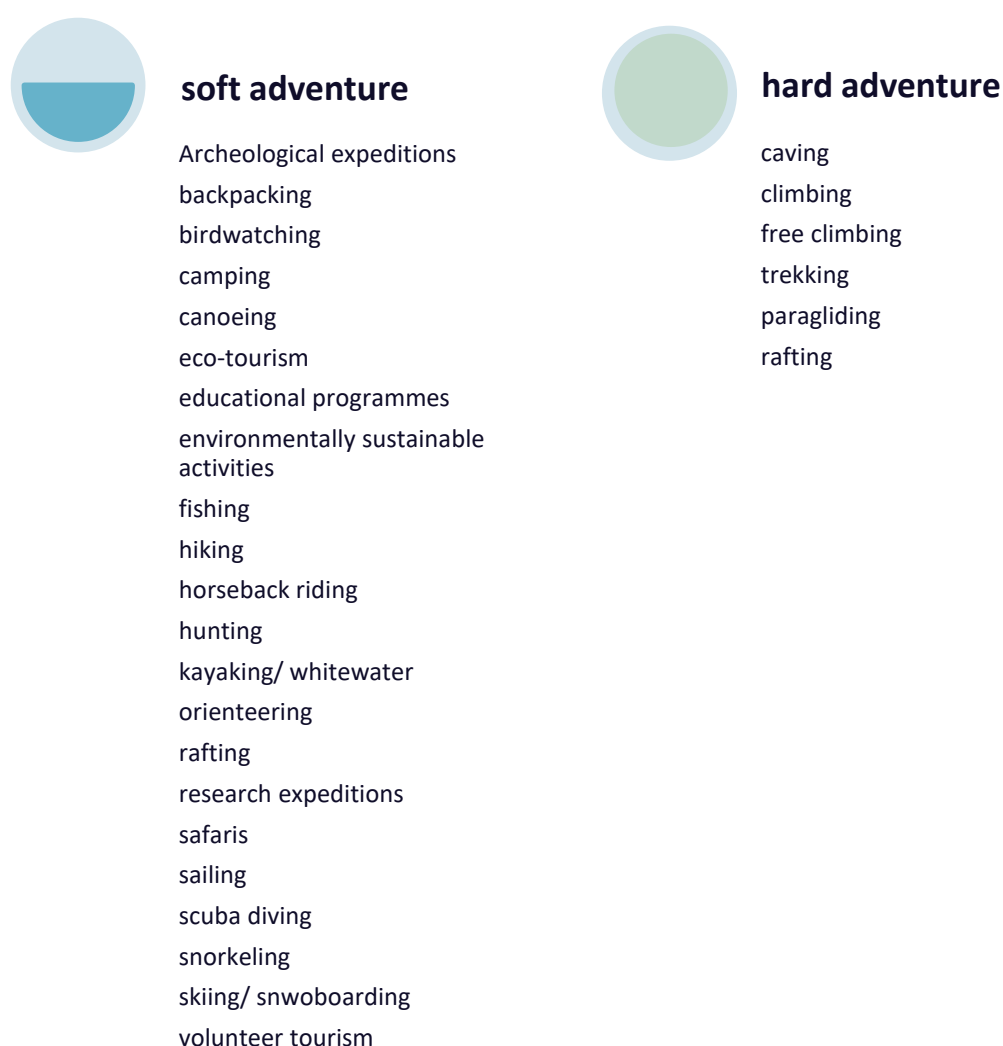 soft adventure
Archeological expeditions
backpacking
birdwatching
camping
canoeing
eco-tourism
educational programmes
environmentally sustainable
activities
fishing
hiking
horseback riding
hunting
kayaking/ whitewater
orienteering
rafting
research expeditions
safaris
sailing
scuba diving
snorkeling
skiing/ snwoboarding
volunteer tourism
hard adventure
caving
climbing
free climbing
trekking
paragliding
rafting